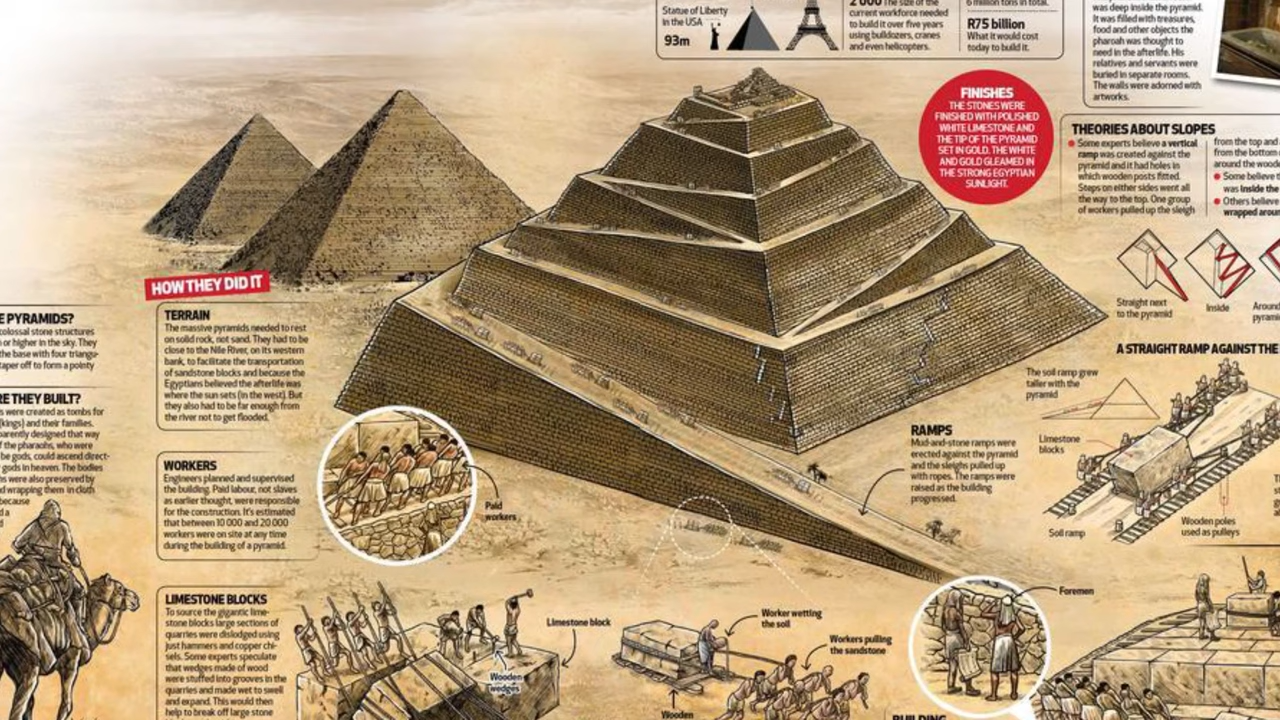 Statue of Liberty
in the USA
93m
2 000 The size of the
current workforce needed
to build it over five years
using bulldozers, cranes
and even helicopters.
6 million tons in total.
R75 billion
What it would cost
today to build it.
was deep inside the pyramid.
It was filled with treasures,
food and other objects the
pharoah was thought to
need in the afterlife. His
relatives and servants were
buried in separate rooms.
The walls were adorned with
artworks.
FINISHES
THE STONES WERE
FINISHED WITH POLISHED
WHITE LIMESTONE AND
THE TIP OF THE PYRAMID
SET IN GOLD. THE WHITE
AND GOLD GLEAMED IN
THE STRONG EGYPTIAN
SUNLIGHT.
THEORIES ABOUT SLOPES
Some experts believe a vertical
ramp was created against the
pyramid and it had holes in
which wooden posts fitted.
Steps on either sides went all
the way to the top. One group
of workers pulled up the sleigh
from the top and
from the bottom
around the woode
Some believe t
was inside the
Others believe
wrapped arou
Straight next
to the pyramid
Inside
Around
pyrami
HOW THEY DID IT
TERRAIN
The massive pyramids needed to rest
on solid rock, not sand. They had to be
close to the Nile River, on its western
bank, to facilitate the transportation
of sandstone blocks and because the
Egyptians believed the afterlife was
where the sun sets (in the west). But
they also had to be far enough from
the river not to get flooded.
E PYRAMIDS?
colossal stone structures
or higher in the sky. They
the base with four triangu-
taper off to form a pointy
RE THEY BUILT?
s were created as tombs for
(kings) and their families.
parently designed that way
f the pharaohs, who were
be gods, could ascend direct-
gods in heaven. The bodies
ns were also preserved by
d wrapping them in cloth
because
d a
WORKERS
Engineers planned and supervised
the building. Paid labour, not slaves
as earlier thought, were responsible
for the construction. It's estimated
that between 10 000 and 20 000
workers were on site at any time
during the building of a pyramid.
Paid
workers
RAMPS
Mud-and-stone ramps were
erected against the pyramid
and the sleighs pulled up
with ropes. The ramps were
raised as the building
progressed.
A STRAIGHT RAMP AGAINST THE
The soil ramp grew
taller with the
pyramid
Limestone
blocks
Soil ramp
Wooden poles
used as pulleys
LIMESTONE BLOCKS
To source the gigantic lime-
stone blocks large sections of
quarries were dislodged using
just hammers and copper chi-
sels. Some experts speculate
that wedges made of wood
were stuffed into grooves in the
quarries and made wet to swell
and expand. This would then
help to break off large stone
Limestone block
Wooden
wedges
Worker wetting
the soil
Workers pulling
the sandstone
Wooden
Foremen
BUILDING